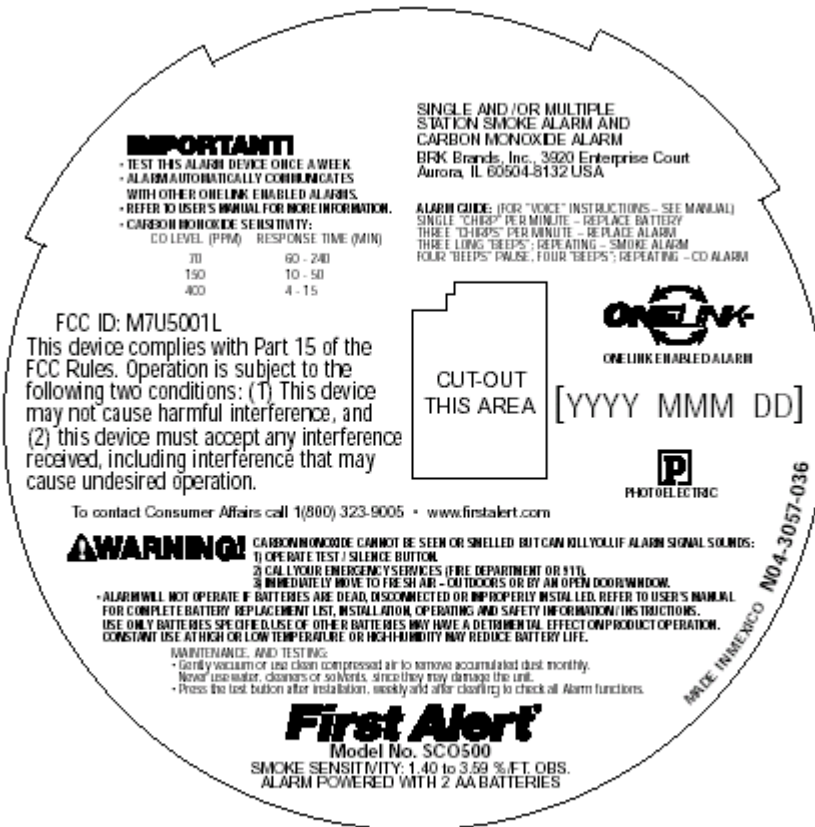 IMPORTANT!
• TEST THIS ALARM DEVICE ONCE A WEEK
• ALARM AUTOMATICALLY COMMUNICATES
WITH OTHER ONELINK ENABLED ALARMS.
• REFER TO USER'S MANUAL FOR MORE INFORMATION.
• CARBON MONOXIDE SENSITIVITY:
CO LEVEL (PPM) RESPONSE TIME (MIN)
70 60 - 240
150 10 - 50
400 4 - 15
SINGLE AND /OR MULTIPLE
STATION SMOKE ALARM AND
CARBON MONOXIDE ALARM
BRK Brands, Inc., 3920 Enterprise Court
Aurora, IL 60504-8132 USA
ALARM GUIDE: (FOR "VOICE" INSTRUCTIONS – SEE MANUAL)
SINGLE "CHIRP" PER MINUTE – REPLACE BATTERY
THREE "CHIRPS" PER MINUTE – REPLACE ALARM
THREE LONG "BEEPS"; REPEATING – SMOKE ALARM
FOUR "BEEPS" PAUSE, FOUR "BEEPS"; REPEATING – CO ALARM
FCC ID: M7U5001L
This device complies with Part 15 of the
FCC Rules. Operation is subject to the
following two conditions: (1) This device
may not cause harmful interference, and
(2) this device must accept any interference
received, including interference that may
cause undesired operation.
CUT-OUT
THIS AREA
ONELINK
ONELINK ENABLED ALARM
[YYYY MMM DD]
P
PHOTOELECTRIC
To contact Consumer Affairs call 1(800) 323-9005 • www.firstalert.com
WARNING!
CARBON MONOXIDE CANNOT BE SEEN OR SMELLED BUT CAN KILL YOU. IF ALARM SIGNAL SOUNDS:
1) OPERATE TEST / SILENCE BUTTON.
2) CALL YOUR EMERGENCY SERVICES (FIRE DEPARTMENT OR 911).
3) IMMEDIATELY MOVE TO FRESH AIR – OUTDOORS OR BY AN OPEN DOOR/WINDOW.
• ALARM WILL NOT OPERATE IF BATTERIES ARE DEAD, DISCONNECTED OR IMPROPERLY INSTALLED. REFER TO USER'S MANUAL
FOR COMPLETE BATTERY REPLACEMENT LIST, INSTALLATION, OPERATING AND SAFETY INFORMATION / INSTRUCTIONS.
USE ONLY BATTERIES SPECIFIED. USE OF OTHER BATTERIES MAY HAVE A DETRIMENTAL EFFECT ON PRODUCT OPERATION.
CONSTANT USE AT HIGH OR LOW TEMPERATURE OR HIGH HUMIDITY MAY REDUCE BATTERY LIFE.
MAINTENANCE, AND TESTING:
• Gently vacuum or use clean compressed air to remove accumulated dust monthly.
Never use water, cleaners or solvents, since they may damage the unit.
• Press the test button after installation, weekly and after cleaning to check all Alarm functions.
MADE IN MEXICO N04-3057-036
First Alert
Model No. SCO500
SMOKE SENSITIVITY: 1.40 to 3.59 %/FT. OBS.
ALARM POWERED WITH 2 AA BATTERIES